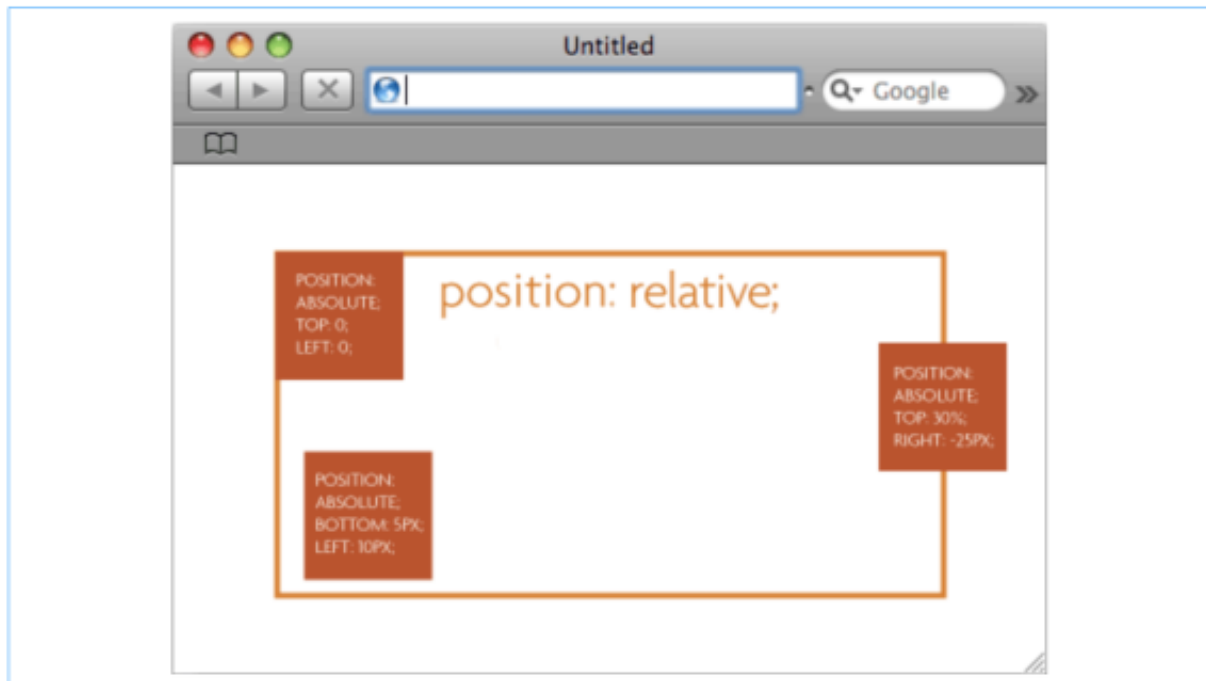 Untitled
Google
position: relative;
POSITION:
ABSOLUTE;
TOP: 0;
LEFT: 0;
POSITION:
ABSOLUTE;
TOP: 30%;
RIGHT: -25PX;
POSITION:
ABSOLUTE;
BOTTOM: 5PX;
LEFT: 10PX;